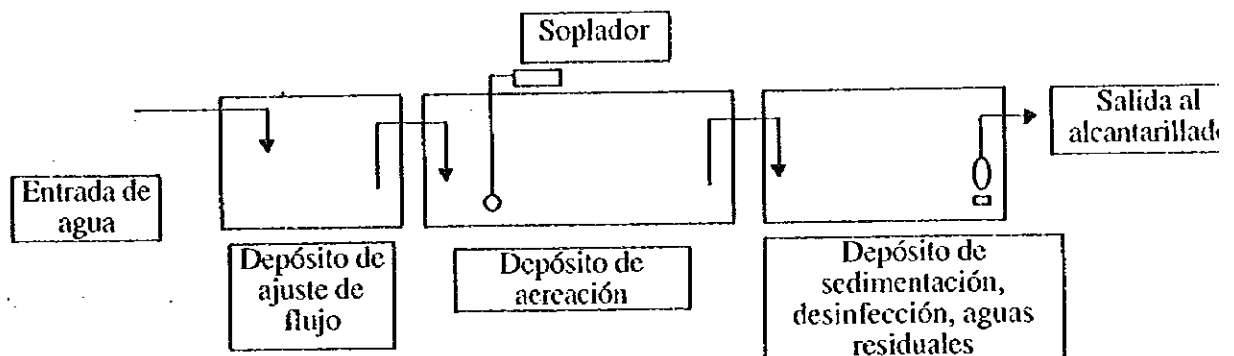 Soplador
Salida al
alcantarillado
Entrada de
agua
Depósito de
ajuste de
flujo
Depósito de
aereación
Depósito de
sedimentación,
desinfección, aguas
residuales